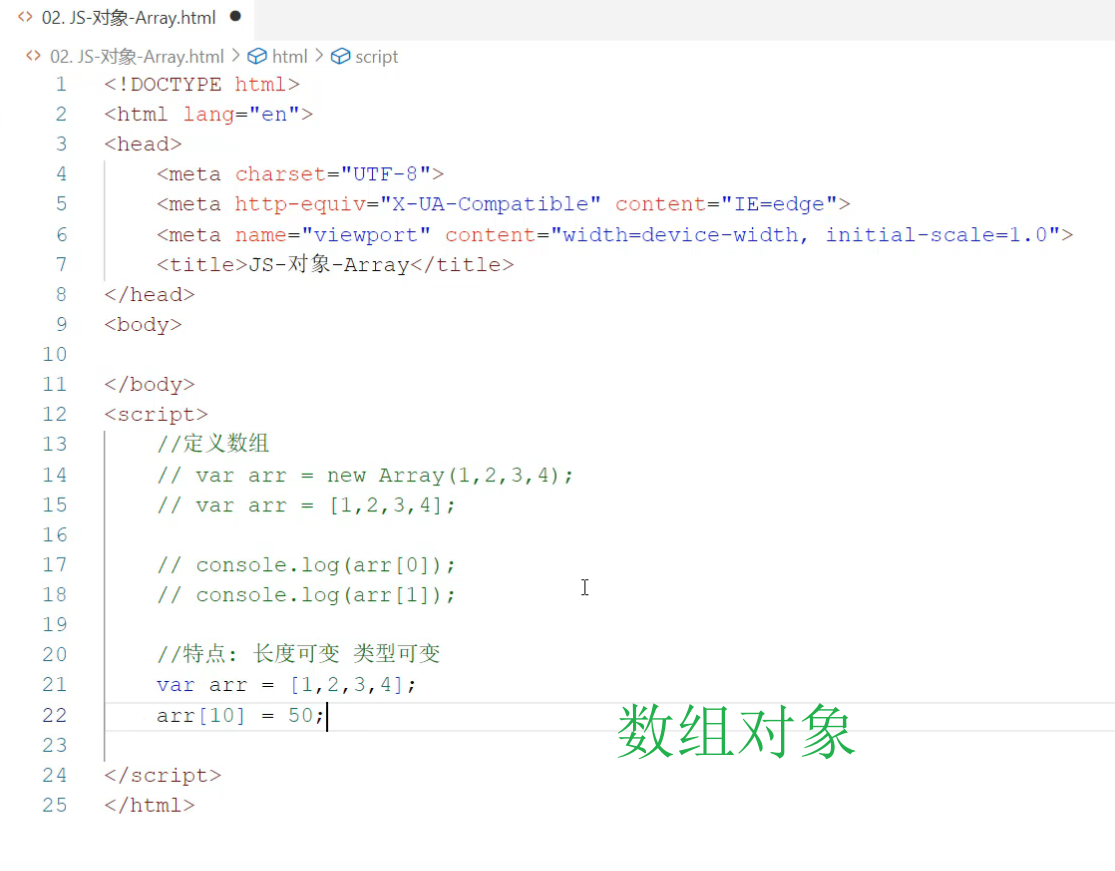 02. JS-对象-Array.html
02. JS-对象-Array.html > html > script
1 <!DOCTYPE html>
2 <html lang="en">
3 <head>
4 <meta charset="UTF-8">
5 <meta http-equiv="X-UA-Compatible" content="IE=edge">
6 <meta name="viewport" content="width=device-width, initial-scale=1.0">
7 <title>JS-对象-Array</title>
8 </head>
9 <body>
10
11 </body>
12 <script>
13 //定义数组
14 // var arr = new Array(1,2,3,4);
15 // var arr = [1,2,3,4];
16
17 // console.log(arr[0]);
18 // console.log(arr[1]);
19
20 //特点: 长度可变 类型可变
21 var arr = [1,2,3,4];
22 arr[10] = 50;
数组对象
23
24 </script>
25 </html>